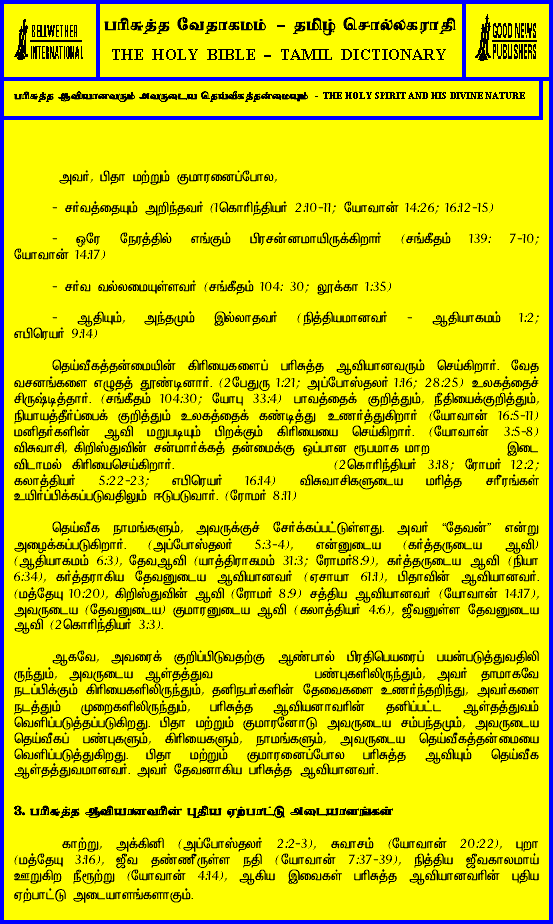 BELLWETHER
INTERNATIONAL
பரிசுத்த வேதாகமம் – தமிழ் சொல்லகராதி
THE HOLY BIBLE – TAMIL DICTIONARY
GOOD NEWS
PUBLISHERS
பரிசுத்த ஆவியானவரும் அவருடைய தெய்வீகத்தன்மையும் - THE HOLY SPIRIT AND HIS DIVINE NATURE
அவர், பிதா மற்றும் குமாரனைப்போல,
- சர்வத்தையும் அறிந்தவர் (1கொரிந்தியர் 2:10-11; யோவான் 14:26; 16:12-15)
- ஒரே நேரத்தில் எங்கும் பிரசன்னமாயிருக்கிறார் (சங்கீதம் 139: 7-10;
யோவான் 14:17)
- சர்வ வல்லமையுள்ளவர் (சங்கீதம் 104: 30; லூக்கா 1:35)
- ஆதியும், அந்தமும் இல்லாதவர் (நித்தியமானவர் - ஆதியாகமம் 1:2;
எபிரெயர் 9:14)
தெய்வீகத்தன்மையின் கிரியைகளைப் பரிசுத்த ஆவியானவரும் செய்கிறார். வேத
வசனங்களை எழுதத் தூண்டினார். (2பேதுரு 1:21; அப்போஸ்தலர் 1:16; 28:25) உலகத்தைச்
சிருஷ்டித்தார். (சங்கீதம் 104:30; யோபு 33:4) பாவத்தைக் குறித்தும், நீதியைக்குறித்தும்,
நியாயத்தீர்ப்பைக் குறித்தும் உலகத்தைக் கண்டித்து உணர்த்துகிறார் (யோவான் 16:5-11)
மனிதர்களின் ஆவி மறுபடியும் பிறக்கும் கிரியையை செய்கிறார். (யோவான் 3:5-8)
விசுவாசி, கிறிஸ்துவின் சன்மார்க்கத் தன்மைக்கு ஒப்பான ரூபமாக மாற இடை
விடாமல் கிரியைசெய்கிறார். (2கொரிந்தியர் 3:18; ரோமர் 12:2;
கலாத்தியர் 5:22-23; எபிரெயர் 16:14) விசுவாசிகளுடைய மரித்த சரீரங்கள்
உயிர்ப்பிக்கப்படுவதிலும் ஈடுபடுவார். (ரோமர் 8:11)
தெய்வீக நாமங்களும், அவருக்குச் சேர்க்கப்பட்டுள்ளது. அவர் “தேவன்” என்று
அழைக்கப்படுகிறார். (அப்போஸ்தலர் 5:3-4), என்னுடைய (கர்த்தருடைய ஆவி)
(ஆதியாகமம் 6:3), தேவஆவி (யாத்திராகமம் 31:3; ரோமர்8:9), கர்த்தருடைய ஆவி (நியா
6:34), கர்த்தராகிய தேவனுடைய ஆவியானவர் (ஏசாயா 61:1), பிதாவின் ஆவியானவர்.
(மத்தேயு 10:20), கிறிஸ்துவின் ஆவி (ரோமர் 8:9) சத்திய ஆவியானவர் (யோவான் 14:17),
அவருடைய (தேவனுடைய) குமாரனுடைய ஆவி (கலாத்தியர் 4:6), ஜீவனுள்ள தேவனுடைய
ஆவி (2கொரிந்தியர் 3:3).
ஆகவே, அவரைக் குறிப்பிடுவதற்கு ஆண்பால் பிரதிபெயரைப் பயன்படுத்துவதிலி
ருந்தும், அவருடைய ஆள்தத்துவ பண்புகளிலிருந்தும், அவர் தாமாகவே
நடப்பிக்கும் கிரியைகளிலிருந்தும், தனிநபர்களின் தேவைகளை உணர்ந்தறிந்து, அவர்களை
நடத்தும் முறைகளிலிருந்தும், பரிசுத்த ஆவியானவரின் தனிப்பட்ட ஆள்தத்துவம்
வெளிப்படுத்தப்படுகிறது. பிதா மற்றும் குமாரனோடு அவருடைய சம்பந்தமும், அவருடைய
தெய்வீகப் பண்புகளும், கிரியைகளும், நாமங்களும், அவருடைய தெய்வீகத்தன்மையை
வெளிப்படுத்துகிறது. பிதா மற்றும் குமாரனைப்போல பரிசுத்த ஆவியும் தெய்வீக
ஆள்தத்துவமானவர். அவர் தேவனாகிய பரிசுத்த ஆவியானவர்.
3. பரிசுத்த ஆவியானவரின் புதிய ஏற்பாட்டு அடையாளங்கள்
காற்று, அக்கினி (அப்போஸ்தலர் 2:2-3), சுவாசம் (யோவான் 20:22), புறா
(மத்தேயு 3:16), ஜீவ தண்ணீருள்ள நதி (யோவான் 7:37-39), நித்திய ஜீவகாலமாய்
ஊறுகிற நீரூற்று (யோவான் 4:14), ஆகிய இவைகள் பரிசுத்த ஆவியானவரின் புதிய
ஏற்பாட்டு அடையாளங்களாகும்.